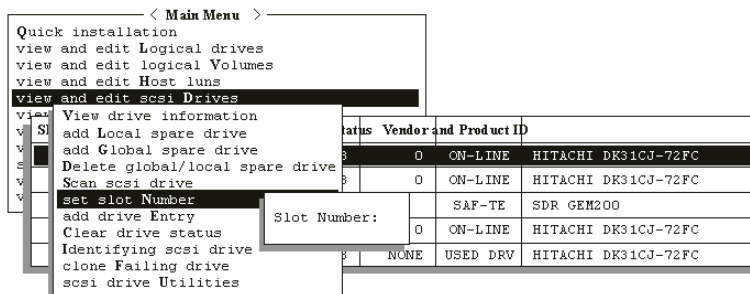 < Main Menu >
Quick installation
view and edit Logical drives
view and edit logical Volumes
view and edit Host luns
view and edit scsi Drives
View drive information
add Local spare drive
add Global spare drive
Delete global/local spare drive
Scan scsi drive
set slot Number
add drive Entry
Clear drive status
Identifying scsi drive
clone Failing drive
scsi drive Utilities
Slot Number:
Vendor and Product ID
0 ON-LINE HITACHI DK31CJ-72FC
0 ON-LINE HITACHI DK31CJ-72FC
SAF-TE SDR GEM200
0 ON-LINE HITACHI DK31CJ-72FC
NONE USED DRV HITACHI DK31CJ-72FC